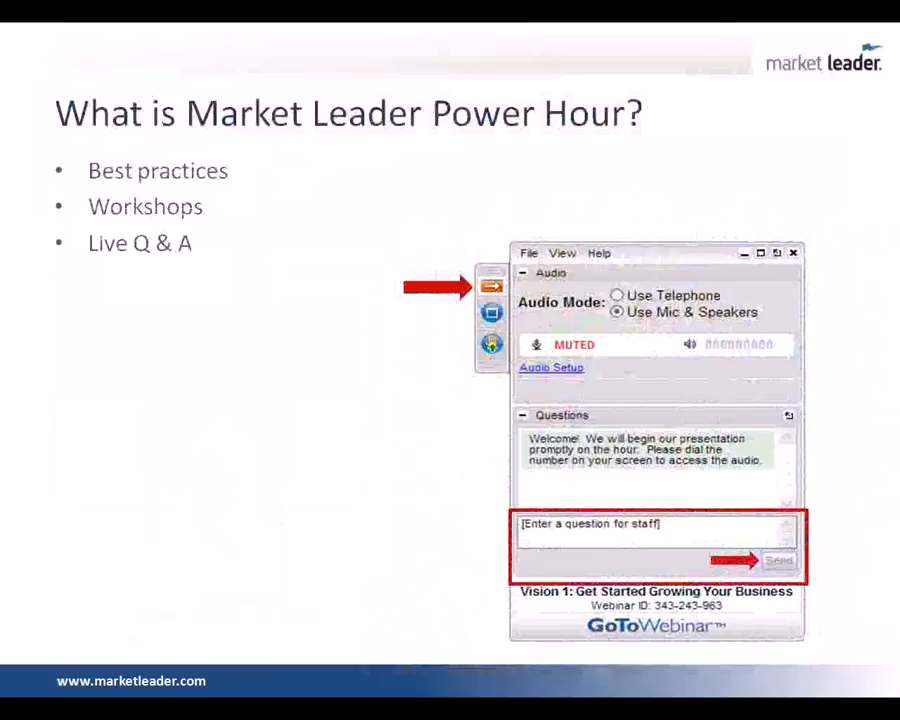 market leader.
What is Market Leader Power Hour?
• Best practices
• Workshops
• Live Q & A
File View Help
Audio
Audio Mode: Use Telephone
Use Mic & Speakers
MUTED
Audio Setup
Questions
Welcome! We will begin our presentation
promptly on the hour. Please dial the
number on your screen to access the audio.
[Enter a question for staff]
Send
Vision 1: Get Started Growing Your Business
Webinar ID: 343-243-963
GoToWebinar™
www.marketleader.com